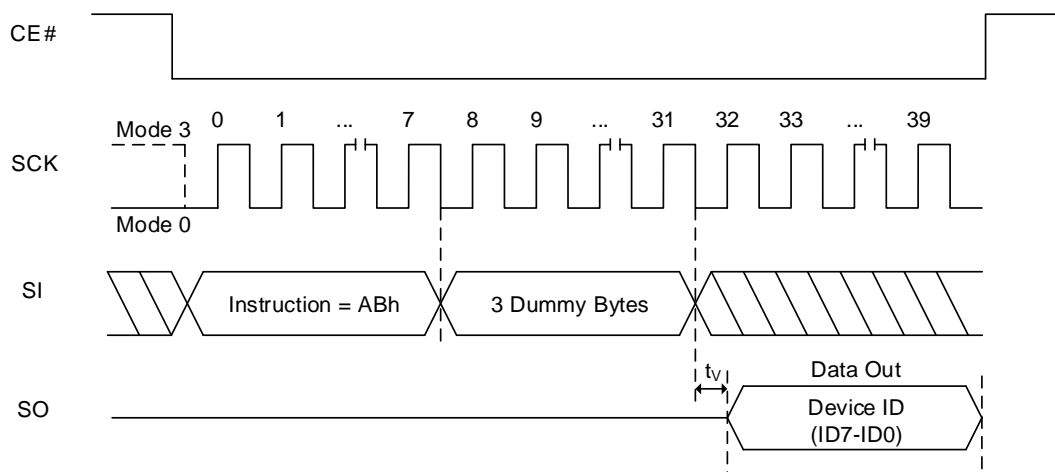 CE#
SCK
Mode 3
Mode 0
0 1 ... 7 8 9 ... 31 32 33 ... 39
SI
Instruction = ABh
3 Dummy Bytes
tV
Data Out
SO
Device ID
(ID7-ID0)